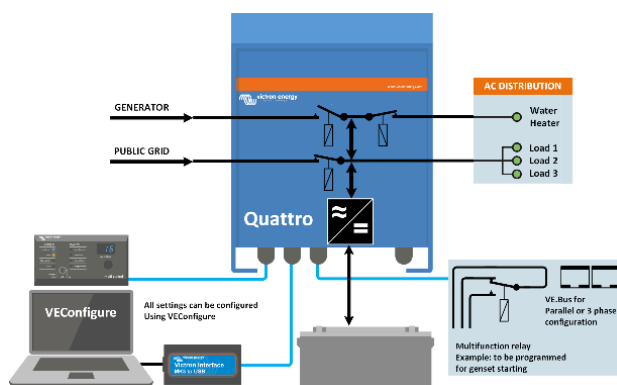 victron energy
GENERATOR
PUBLIC GRID
AC DISTRIBUTION
Water
Heater
Load 1
Load 2
Load 3
Quattro
All settings can be configured
Using VEConfigure
VEConfigure
Victron Interface
MK3 to USB
VE.Bus for
Parallel or 3 phase
configuration
Multifunction relay
Example: to be programmed
for genset starting